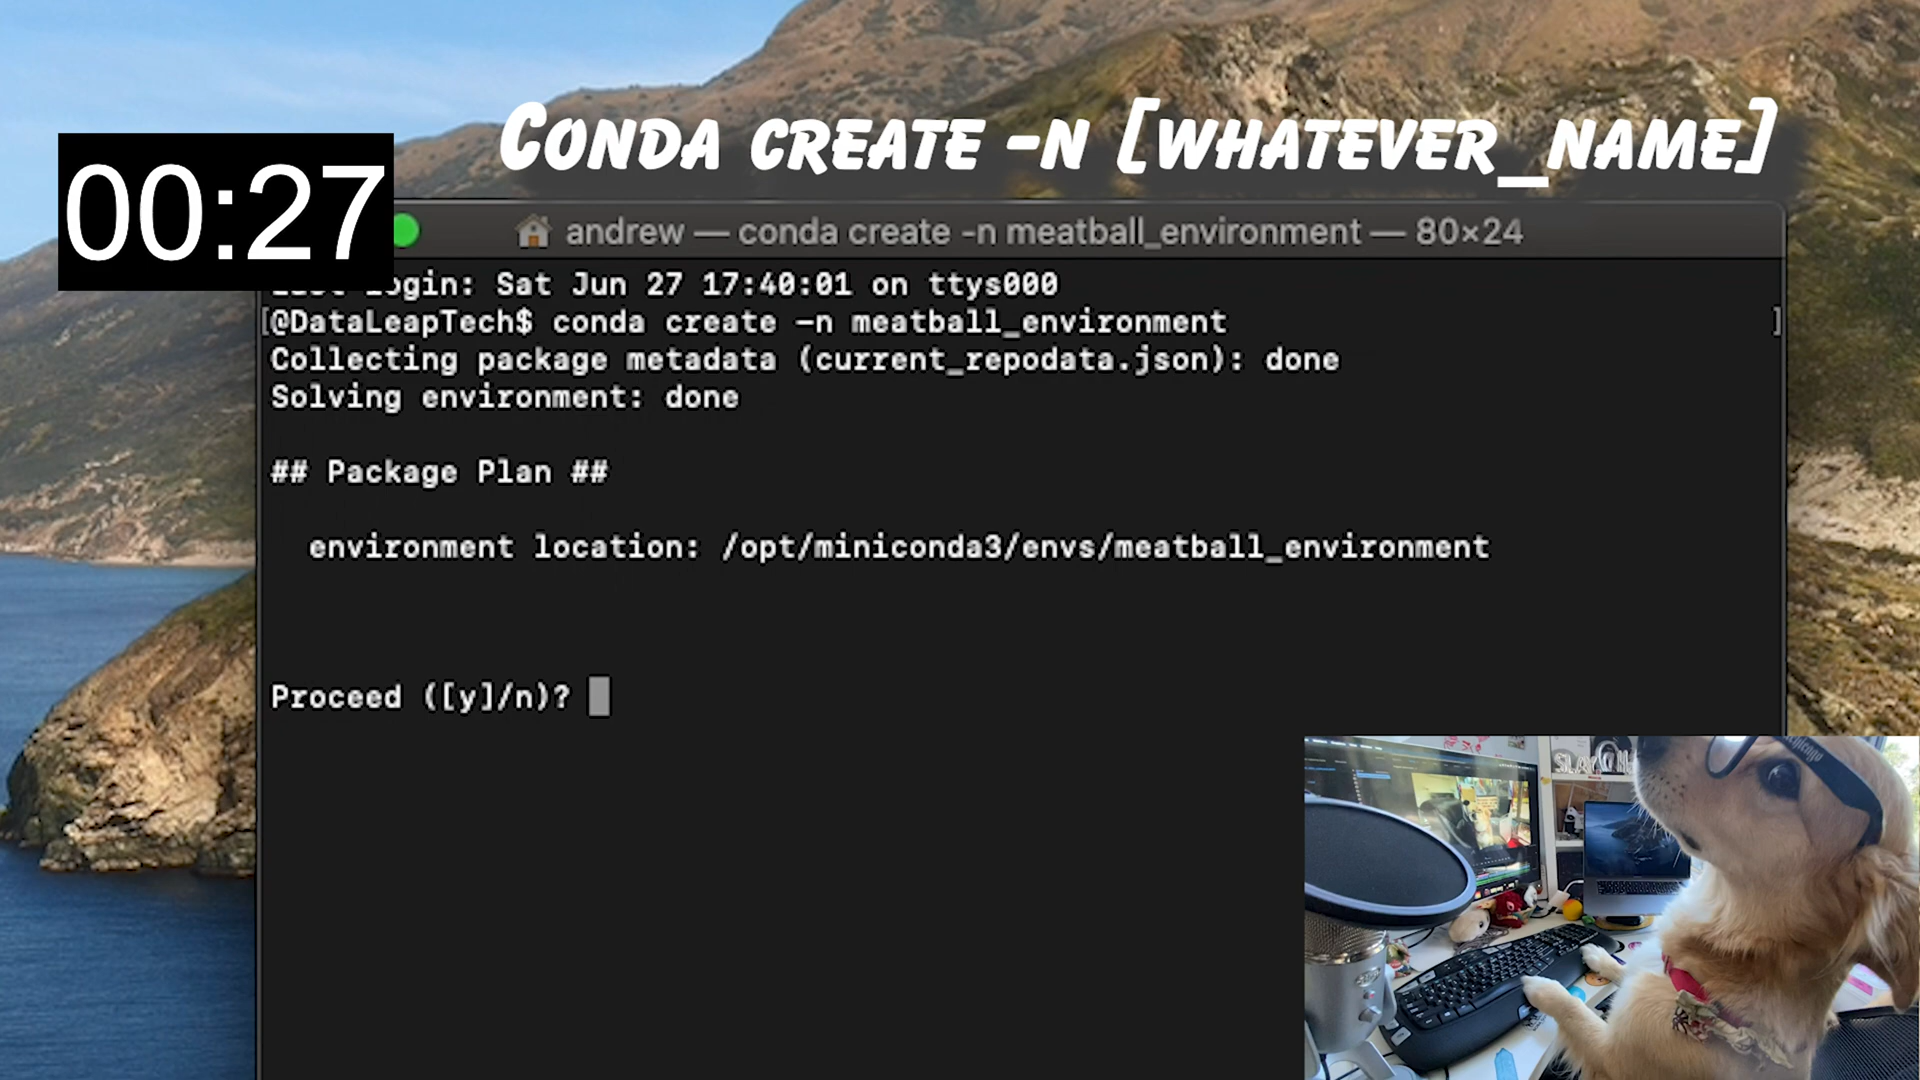 Conda create -n [whatever_name]
00:27
andrew — conda create -n meatball_environment — 80×24
Last login: Sat Jun 27 17:40:01 on ttys000
[@DataLeapTech$ conda create -n meatball_environment ]
Collecting package metadata (current_repodata.json): done
Solving environment: done
## Package Plan ##
environment location: /opt/miniconda3/envs/meatball_environment
Proceed ([y]/n)?